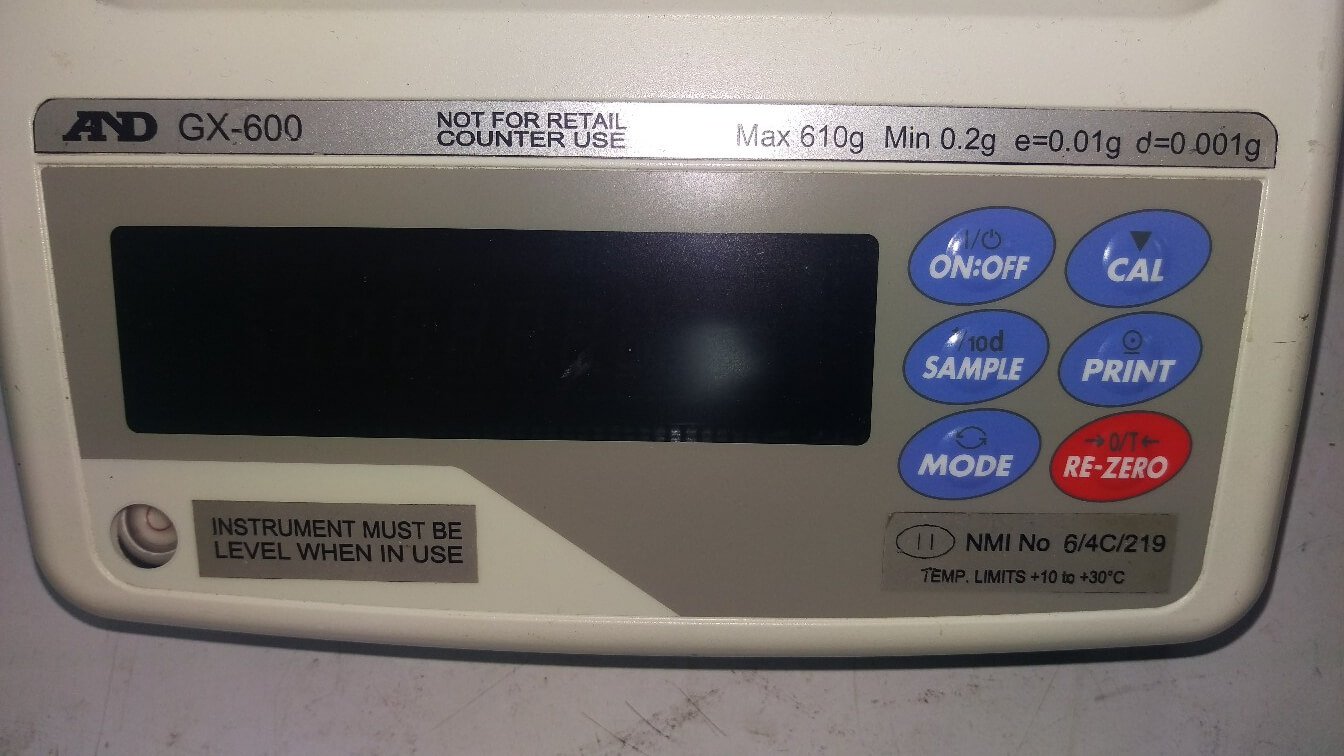 AND GX-600
NOT FOR RETAIL
COUNTER USE
Max 610g Min 0.2g e=0.01g d=0.001g
I/⏻
ON:OFF
▼
CAL
1/10d
SAMPLE
PRINT
MODE
→0/T←
RE-ZERO
INSTRUMENT MUST BE
LEVEL WHEN IN USE
II NMI No 6/4C/219
TEMP. LIMITS +10 to +30°C